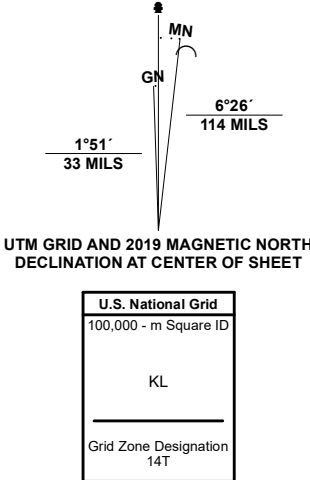 MN
GN
6°26´
114 MILS
1°51´
33 MILS
UTM GRID AND 2019 MAGNETIC NORTH
DECLINATION AT CENTER OF SHEET
U.S. National Grid
100,000 - m Square ID
KL
Grid Zone Designation
14T